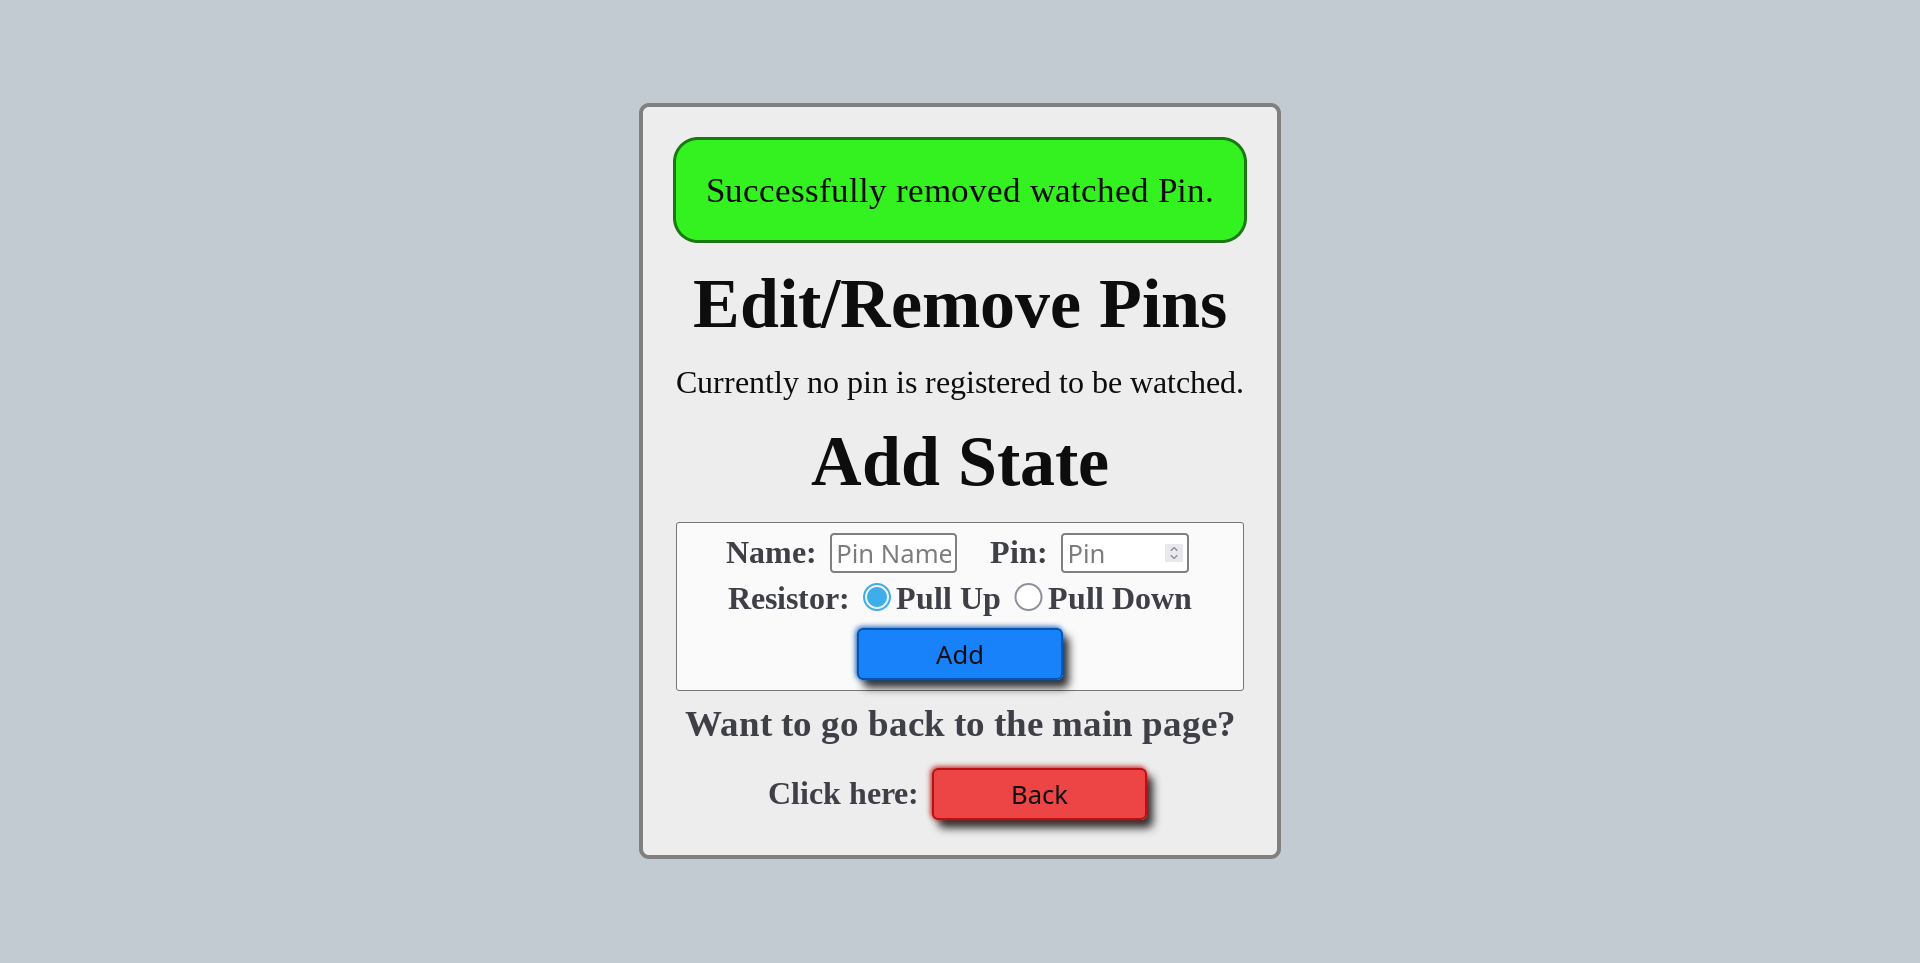 Successfully removed watched Pin.
Edit/Remove Pins
Currently no pin is registered to be watched.
Add State
Name: Pin Name Pin: Pin
Resistor: Pull Up Pull Down
Add
Want to go back to the main page?
Click here: Back